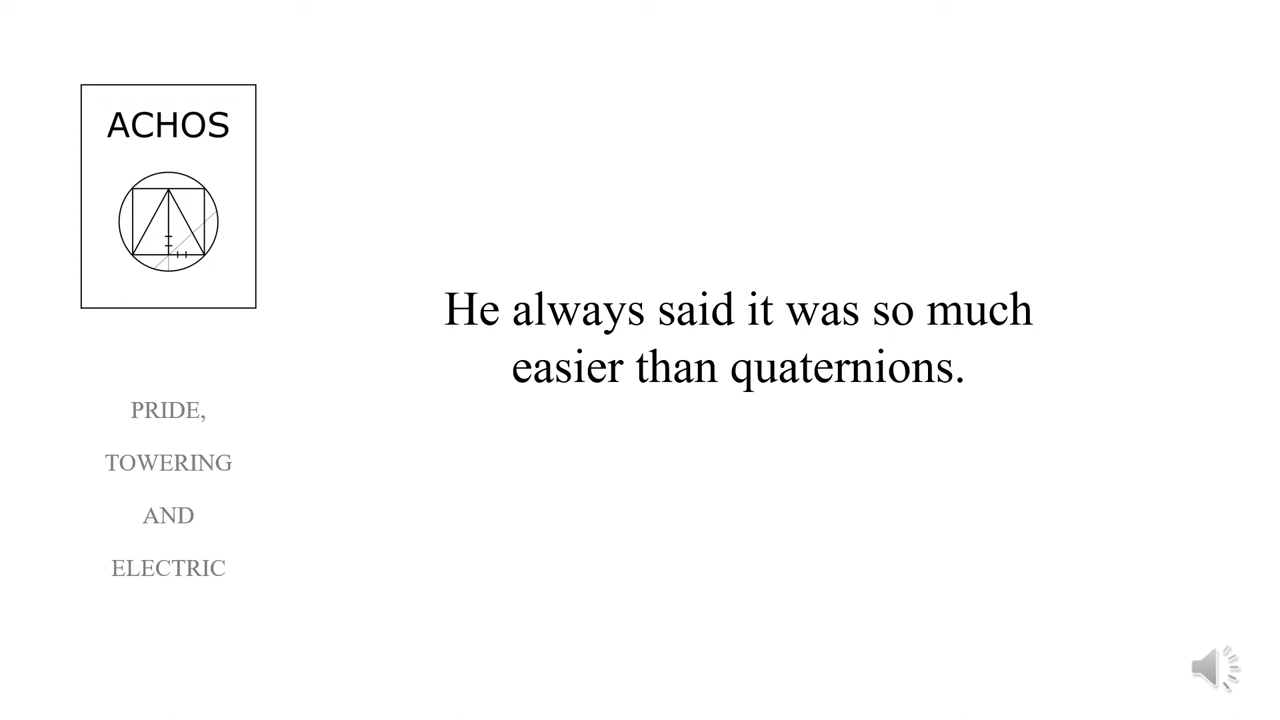 ACHOS
PRIDE,
TOWERING
AND
ELECTRIC
He always said it was so much
easier than quaternions.